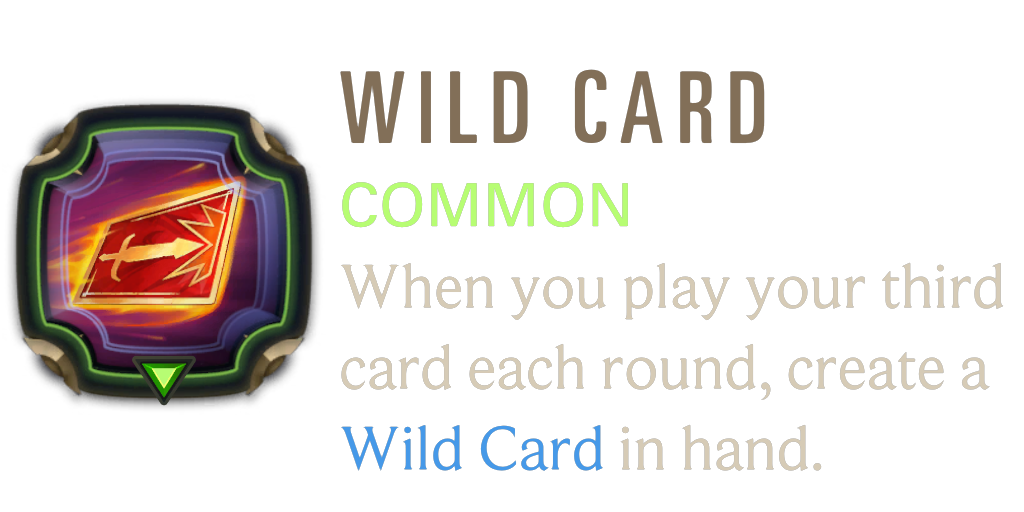 WILD CARD
COMMON
When you play your third
card each round, create a
Wild Card in hand.